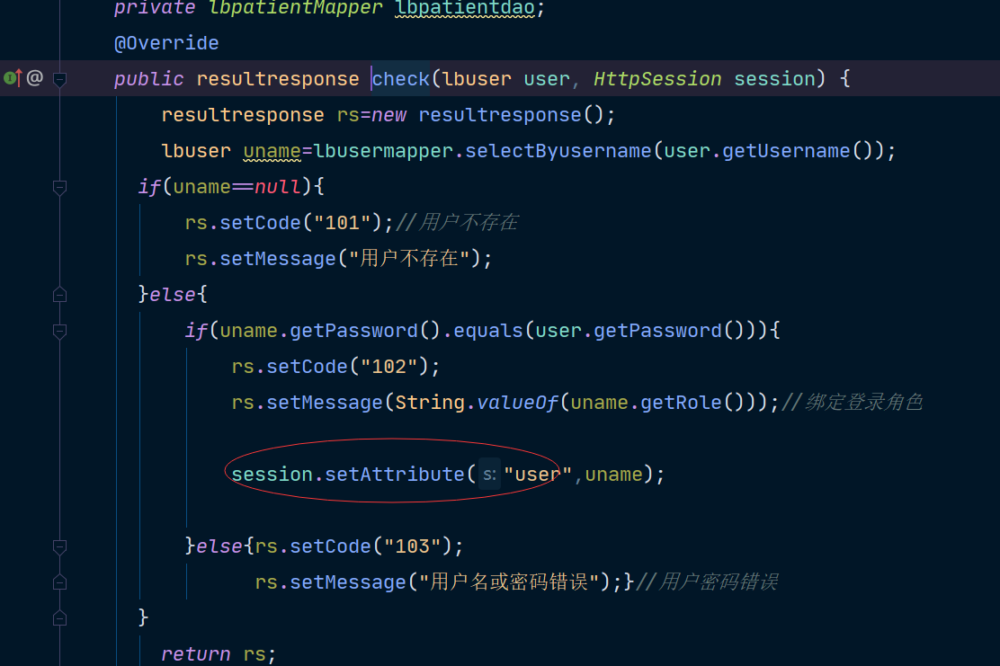 private lbpatientMapper lbpatientdao;
@Override
public resultresponse check(lbuser user, HttpSession session) {
resultresponse rs=new resultresponse();
lbuser uname=lbusermapper.selectByusername(user.getUsername());
if(uname==null){
rs.setCode("101");//用户不存在
rs.setMessage("用户不存在");
}else{
if(uname.getPassword().equals(user.getPassword())){
rs.setCode("102");
rs.setMessage(String.valueOf(uname.getRole()));//绑定登录角色
session.setAttribute( s: "user",uname);
}else{rs.setCode("103");
rs.setMessage("用户名或密码错误");}//用户密码错误
}
return rs;